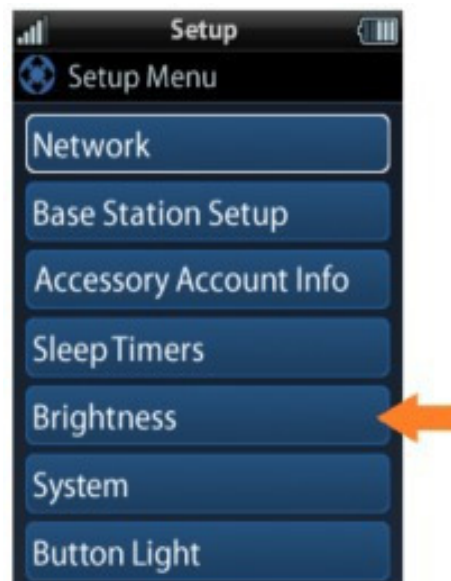 Setup
Setup Menu
Network
Base Station Setup
Accessory Account Info
Sleep Timers
Brightness
System
Button Light